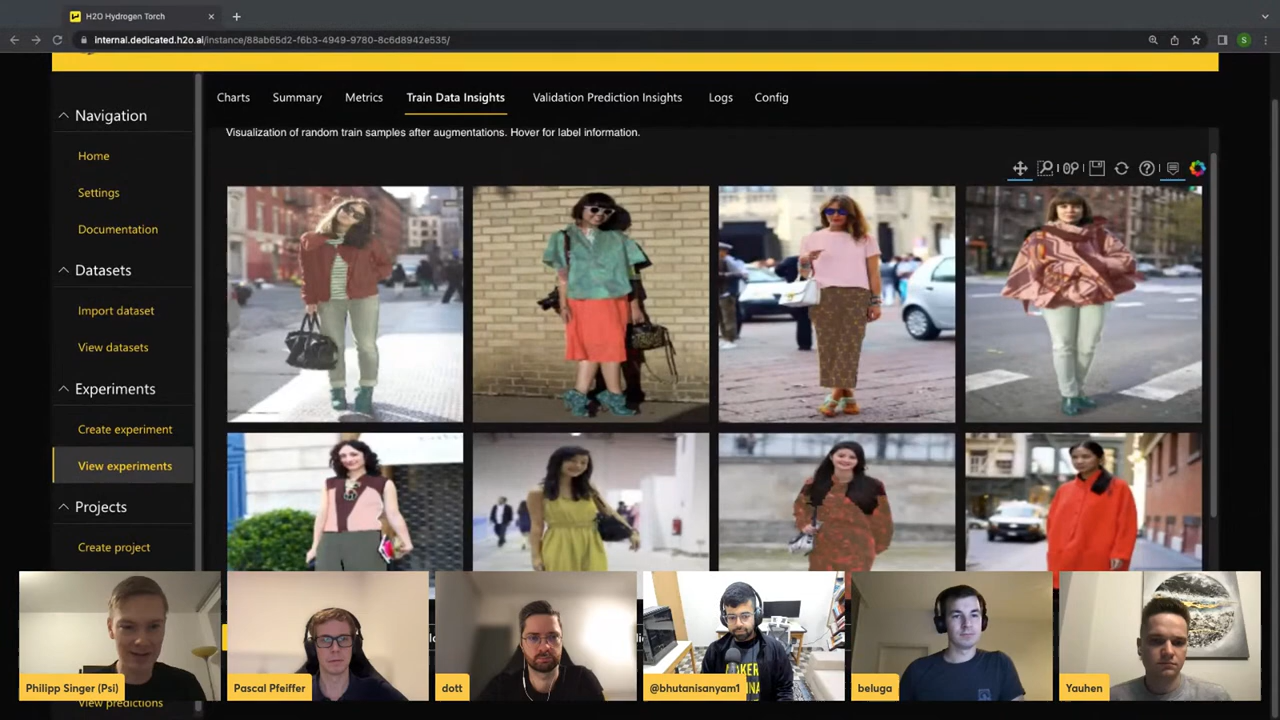 H2O Hydrogen Torch
internal.dedicated.h2o.ai/instance/88ab65d2-f6b3-4949-9780-8c6d8942e535/
S
Navigation
Home
Settings
Documentation
Datasets
Import dataset
View datasets
Experiments
Create experiment
View experiments
Projects
Create project
View predictions
Charts
Summary
Metrics
Train Data Insights
Validation Prediction Insights
Logs
Config
Visualization of random train samples after augmentations. Hover for label information.
Philipp Singer (Psi)
Pascal Pfeiffer
dott
@bhutanisanyam1
beluga
Yauhen